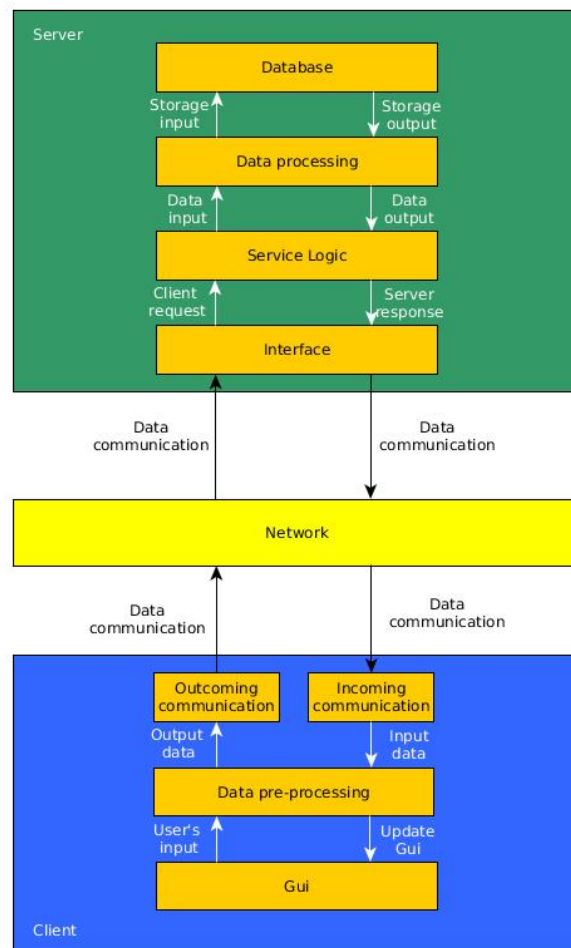 Server
Database
Storage
input
Storage
output
Data processing
Data
input
Data
output
Service Logic
Client
request
Server
response
Interface
Data
communication
Data
communication
Network
Data
communication
Data
communication
Outcoming
communication
Incoming
communication
Output
data
Input
data
Data pre-processing
User's
input
Update
Gui
Gui
Client